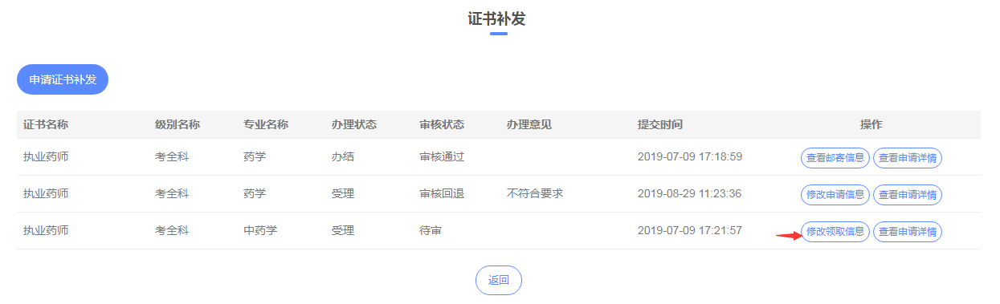 证书补发
申请证书补发
证书名称 级别名称 专业名称 办理状态 审核状态 办理意见 提交时间 操作
执业药师 考全科 药学 办结 审核通过 2019-07-09 17:18:59 查看邮寄信息 查看申请详情
执业药师 考全科 药学 受理 审核回退 不符合要求 2019-08-29 11:23:36 修改申请信息 查看申请详情
执业药师 考全科 中药学 受理 待审 2019-07-09 17:21:57 修改领取信息 查看申请详情
返回